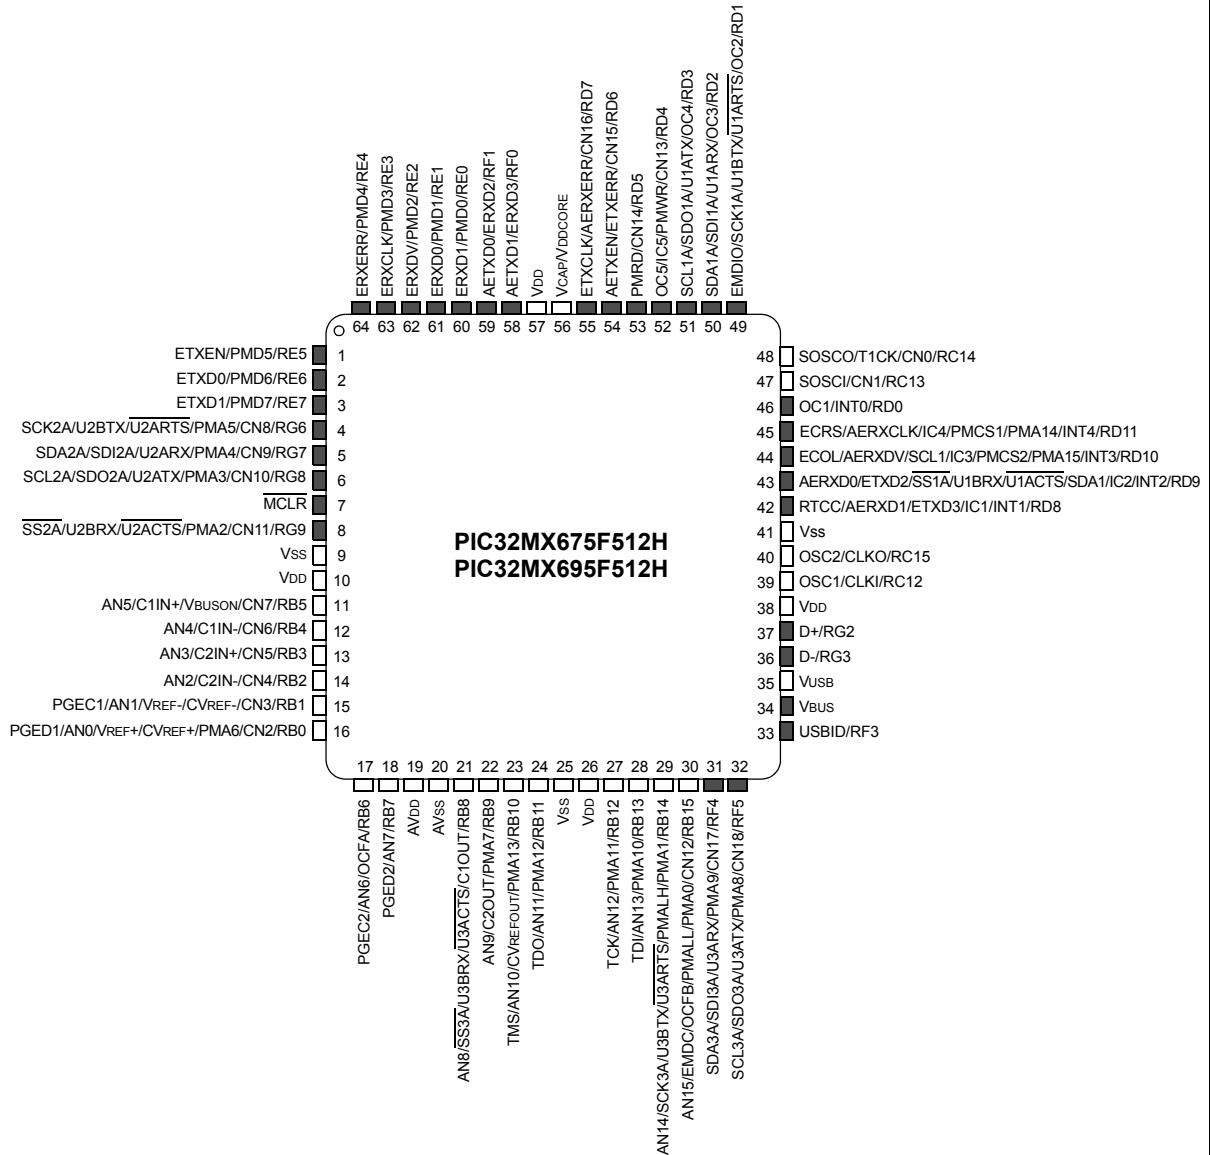 ERXERR/PMD4/RE4
ERXCLK/PMD3/RE3
ERXDV/PMD2/RE2
ERXD0/PMD1/RE1
ERXD1/PMD0/RE0
AETXD0/ERXD2/RF1
AETXD1/ERXD3/RF0
VDD
VCAP/VDDCORE
ETXCLK/AERXERR/CN16/RD7
AETXEN/ETXERR/CN15/RD6
PMRD/CN14/RD5
OC5/IC5/PMWR/CN13/RD4
SCL1A/SDO1A/U1ATX/OC4/RD3
SDA1A/SDI1A/U1ARX/OC3/RD2
EMDIO/SCK1A/U1BTX/U1ARTS/OC2/RD1
64 63 62 61 60 59 58 57 56 55 54 53 52 51 50 49
ETXEN/PMD5/RE5 1
ETXD0/PMD6/RE6 2
ETXD1/PMD7/RE7 3
SCK2A/U2BTX/U2ARTS/PMA5/CN8/RG6 4
SDA2A/SDI2A/U2ARX/PMA4/CN9/RG7 5
SCL2A/SDO2A/U2ATX/PMA3/CN10/RG8 6
MCLR 7
SS2A/U2BRX/U2ACTS/PMA2/CN11/RG9 8
VSS 9
VDD 10
AN5/C1IN+/VBUSON/CN7/RB5 11
AN4/C1IN-/CN6/RB4 12
AN3/C2IN+/CN5/RB3 13
AN2/C2IN-/CN4/RB2 14
PGEC1/AN1/VREF-/CVREF-/CN3/RB1 15
PGED1/AN0/VREF+/CVREF+/PMA6/CN2/RB0 16
PIC32MX675F512H
PIC32MX695F512H
48 SOSCO/T1CK/CN0/RC14
47 SOSCI/CN1/RC13
46 OC1/INT0/RD0
45 ECRS/AERXCLK/IC4/PMCS1/PMA14/INT4/RD11
44 ECOL/AERXDV/SCL1/IC3/PMCS2/PMA15/INT3/RD10
43 AERXD0/ETXD2/SS1A/U1BRX/U1ACTS/SDA1/IC2/INT2/RD9
42 RTCC/AERXD1/ETXD3/IC1/INT1/RD8
41 Vss
40 OSC2/CLKO/RC15
39 OSC1/CLKI/RC12
38 VDD
37 D+/RG2
36 D-/RG3
35 VUSB
34 VBUS
33 USBID/RF3
17 18 19 20 21 22 23 24 25 26 27 28 29 30 31 32
PGEC2/AN6/OCFA/RB6
PGED2/AN7/RB7
AVDD
AVSS
AN8/SS3A/U3BRX/U3ACTS/C1OUT/RB8
AN9/C2OUT/PMA7/RB9
TMS/AN10/CVREFOUT/PMA13/RB10
TDO/AN11/PMA12/RB11
VSS
VDD
TCK/AN12/PMA11/RB12
TDI/AN13/PMA10/RB13
AN14/SCK3A/U3BTX/U3ARTS/PMALH/PMA1/RB14
AN15/EMDC/OCFB/PMALL/PMA0/CN12/RB15
SDA3A/SDI3A/U3ARX/PMA9/CN17/RF4
SCL3A/SDO3A/U3ATX/PMA8/CN18/RF5